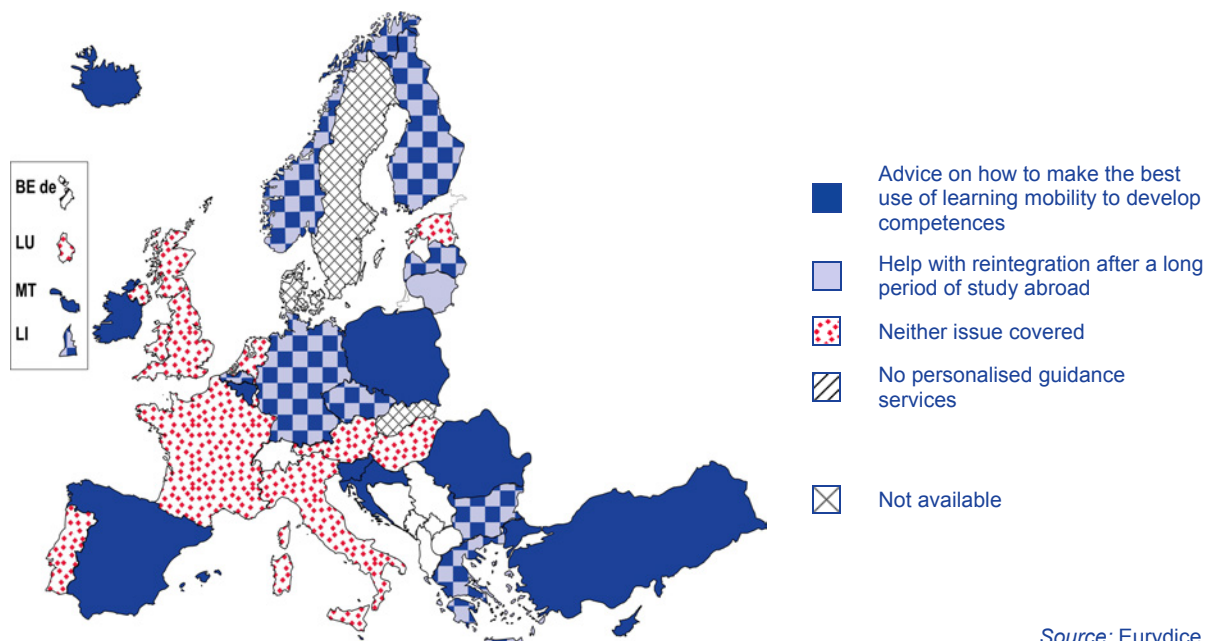 BE de
LU
MT
LI
Advice on how to make the best
use of learning mobility to develop
competences
Help with reintegration after a long
period of study abroad
Neither issue covered
No personalised guidance
services
Not available
Source: Eurydice